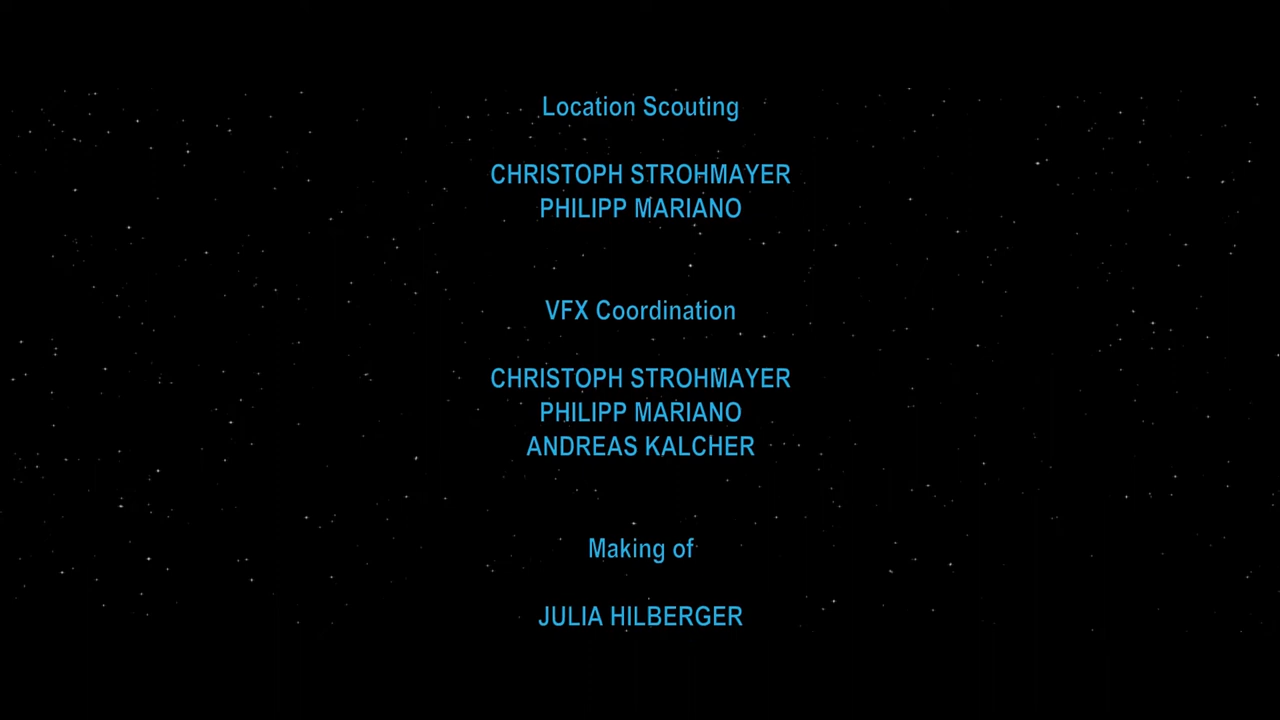 Location Scouting
CHRISTOPH STROHMAYER
PHILIPP MARIANO
VFX Coordination
CHRISTOPH STROHMAYER
PHILIPP MARIANO
ANDREAS KALCHER
Making of
JULIA HILBERGER